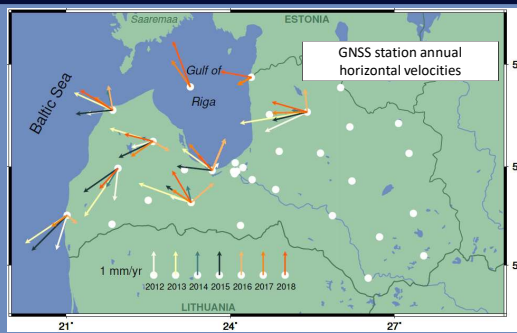 Saaremaa
ESTONIA
GNSS station annual
horizontal velocities
Gulf of
Riga
Baltic Sea
1 mm/yr
2012 2013 2014 2015 2016 2017 2018
LITHUANIA
21° 24° 27°